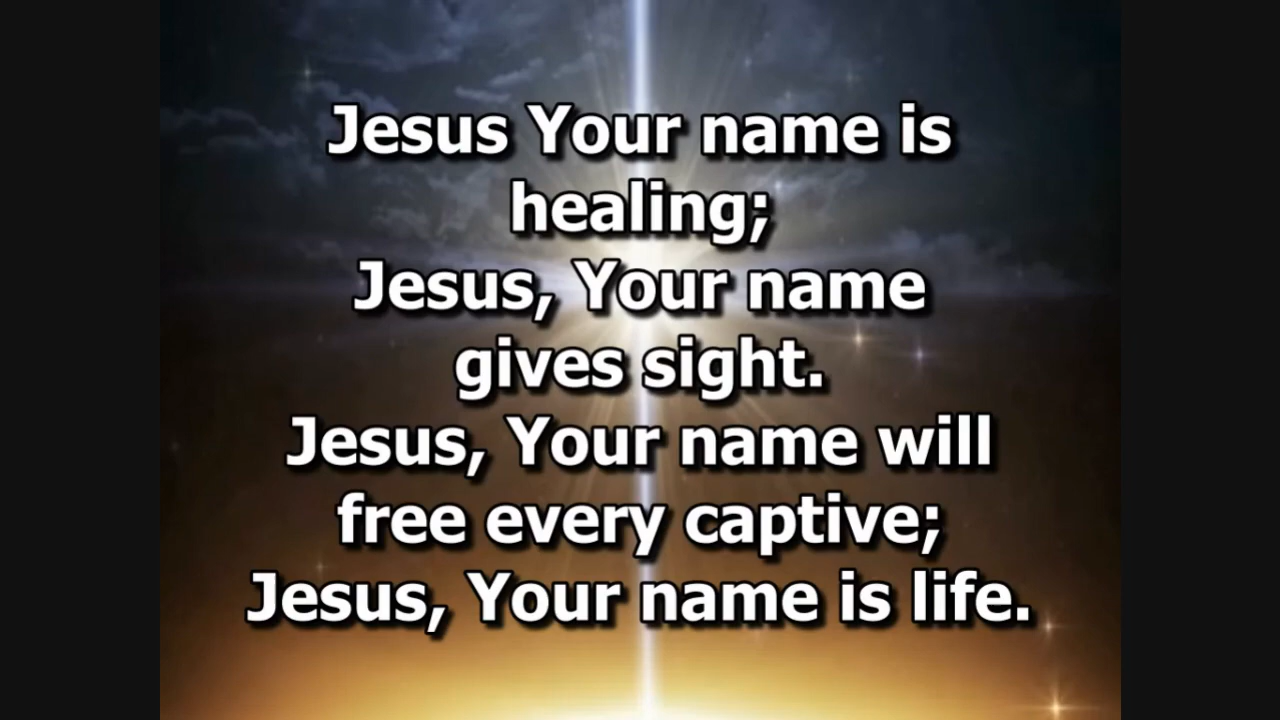 Jesus Your name is
healing;
Jesus, Your name
gives sight.
Jesus, Your name will
free every captive;
Jesus, Your name is life.